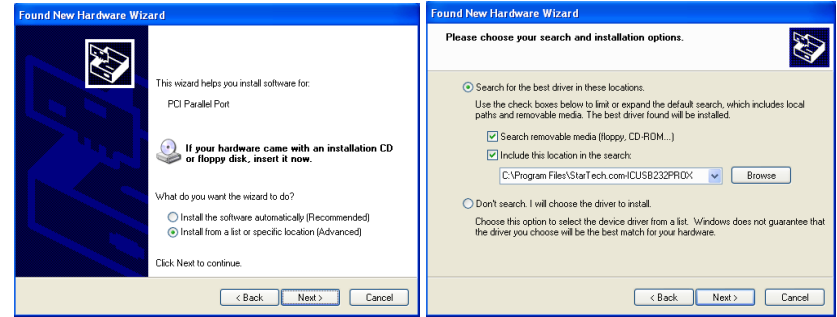 Found New Hardware Wizard
This wizard helps you install software for:
PCI Parallel Port
If your hardware came with an installation CD
or floppy disk, insert it now.
What do you want the wizard to do?
Install the software automatically (Recommended)
Install from a list or specific location (Advanced)
Click Next to continue.
< Back
Next >
Cancel
Found New Hardware Wizard
Please choose your search and installation options.
Search for the best driver in these locations.
Use the check boxes below to limit or expand the default search, which includes local
paths and removable media. The best driver found will be installed.
Search removable media (floppy, CD-ROM...)
Include this location in the search:
C:\Program Files\StarTech.com-ICUSB232PROX
Browse
Don't search. I will choose the driver to install.
Choose this option to select the device driver from a list. Windows does not guarantee that
the driver you choose will be the best match for your hardware.
< Back
Next >
Cancel